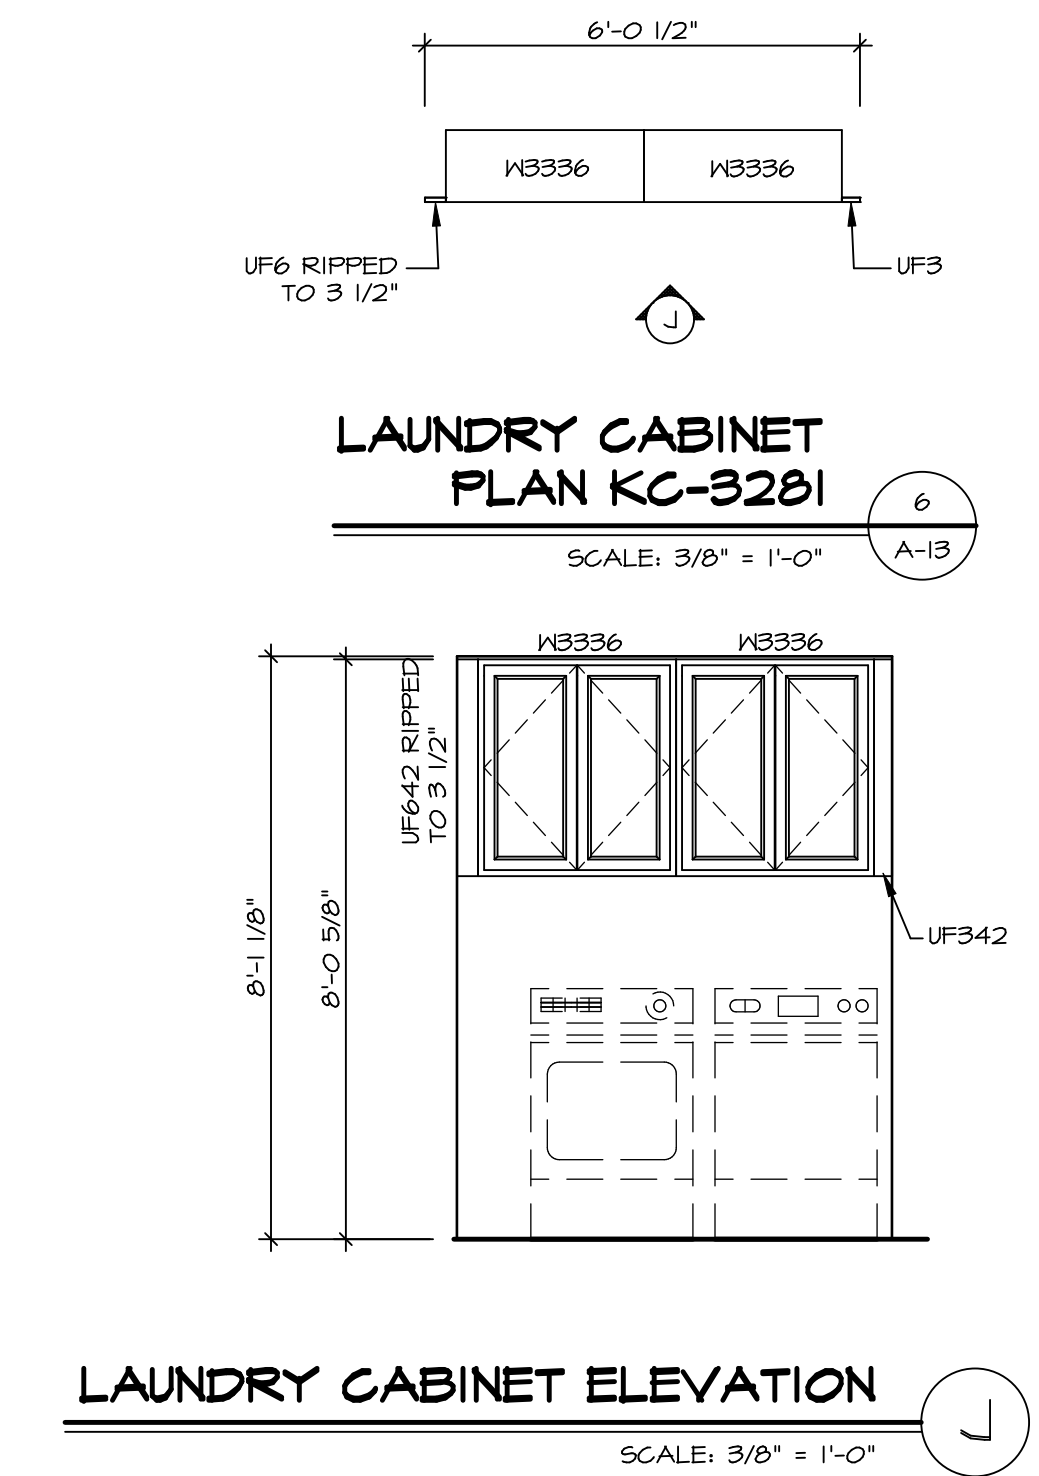 6'-0 1/2"
W3336 W3336
UF6 RIPPED
TO 3 1/2"
UF3
J
LAUNDRY CABINET
PLAN KC-3281
6
A-13
SCALE: 3/8" = 1'-0"
W3336 W3336
UF642 RIPPED
TO 3 1/2"
8'-1 1/8"
8'-0 5/8"
UF342
LAUNDRY CABINET ELEVATION
J
SCALE: 3/8" = 1'-0"